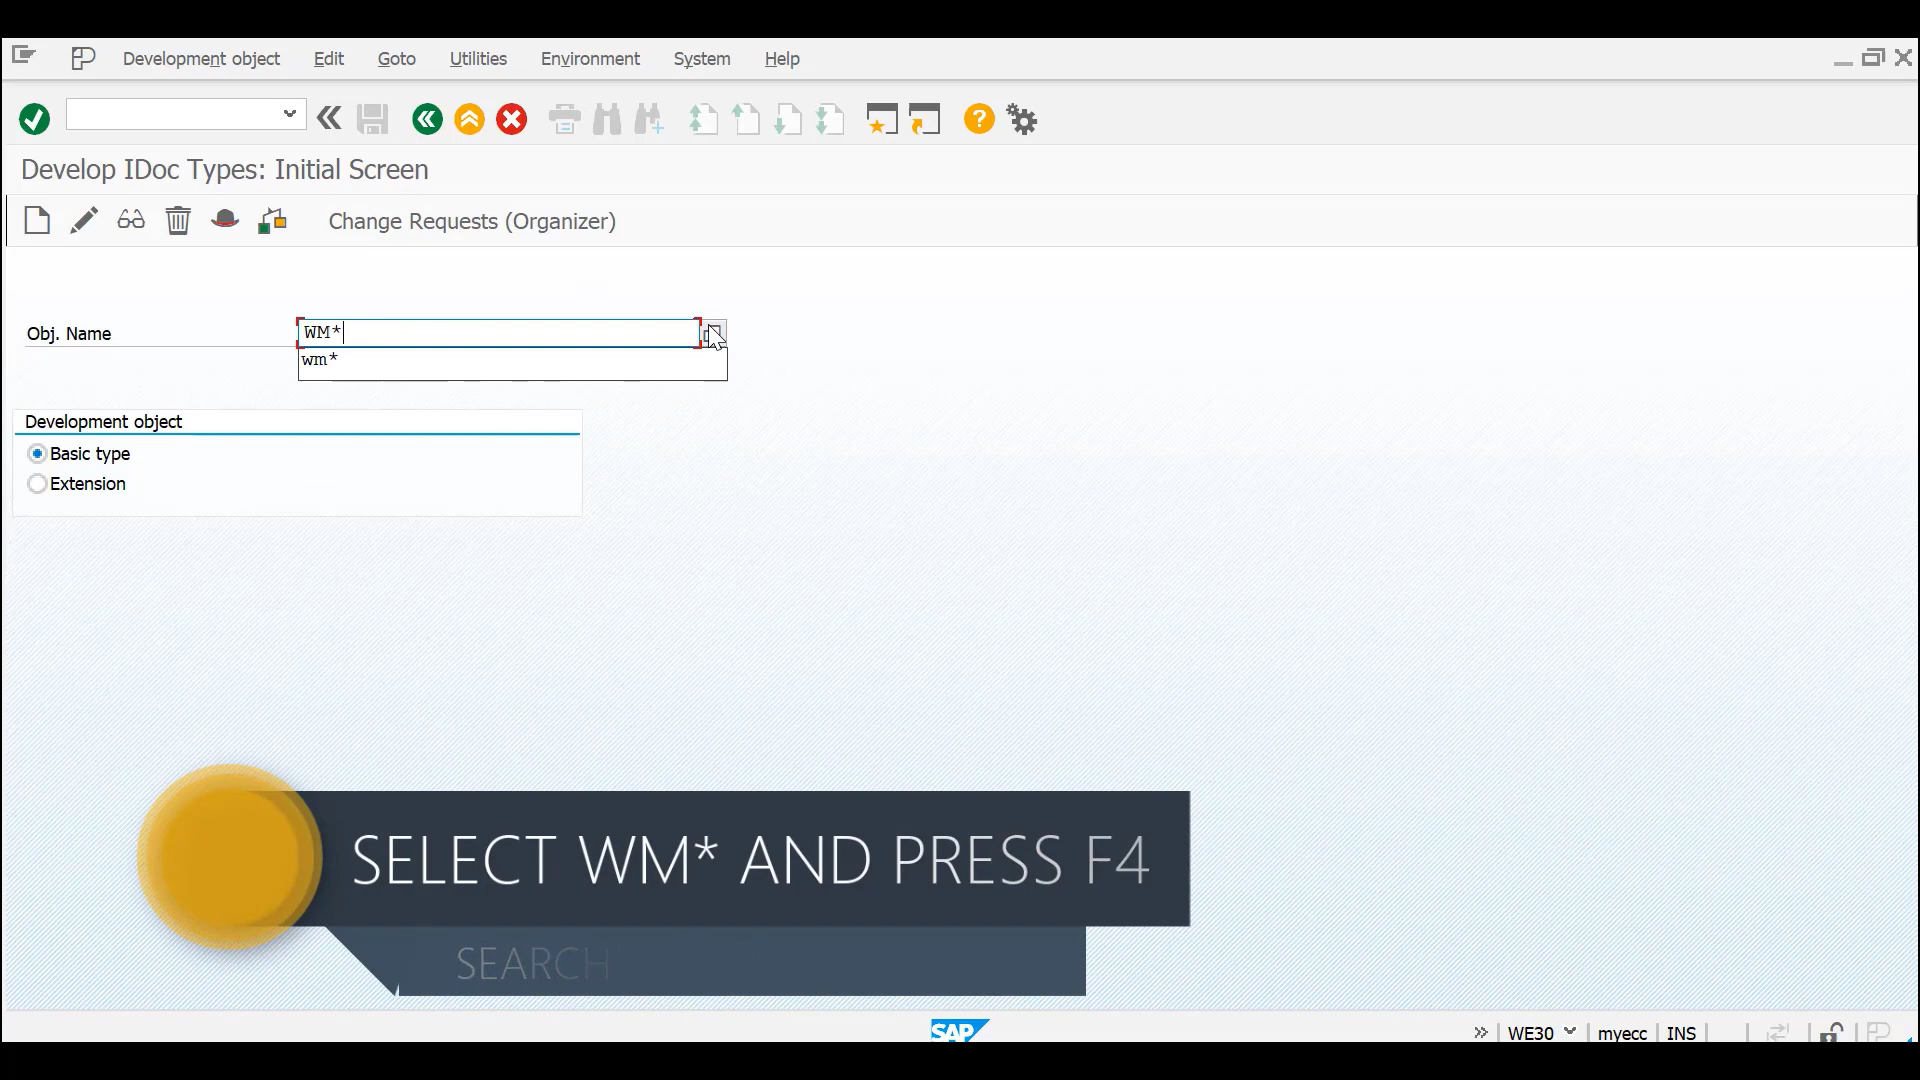 Development object Edit Goto Utilities Environment System Help
Develop IDoc Types: Initial Screen
Change Requests (Organizer)
Obj. Name WM*
wm*
Development object
Basic type
Extension
SELECT WM* AND PRESS F4
SEARCH
SAP WE30 myecc INS